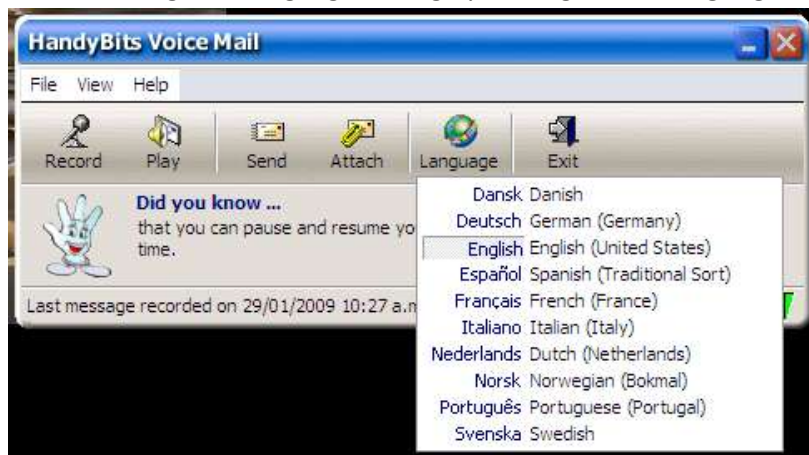 HandyBits Voice Mail
File View Help
Record Play Send Attach Language Exit
Did you know ...
that you can pause and resume yo
time.
Last message recorded on 29/01/2009 10:27 a.m
Dansk Danish
Deutsch German (Germany)
English English (United States)
Español Spanish (Traditional Sort)
Français French (France)
Italiano Italian (Italy)
Nederlands Dutch (Netherlands)
Norsk Norwegian (Bokmal)
Português Portuguese (Portugal)
Svenska Swedish